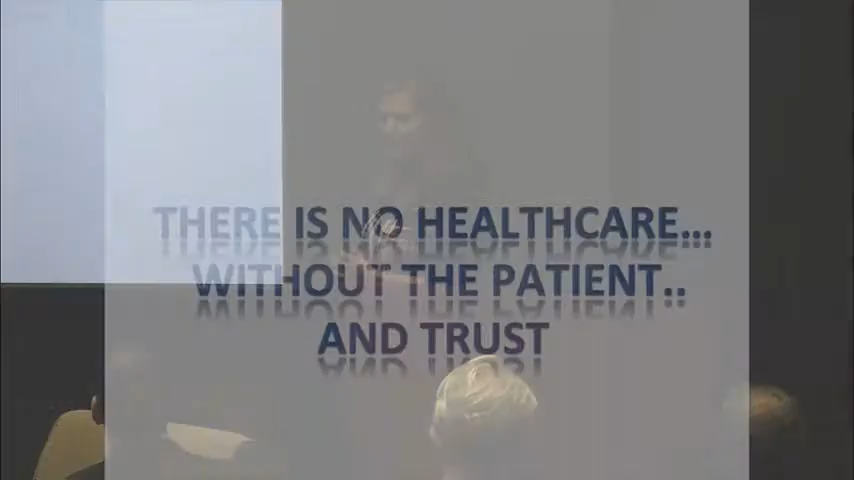 THERE IS NO HEALTHCARE...
WITHOUT THE PATIENT..
AND TRUST